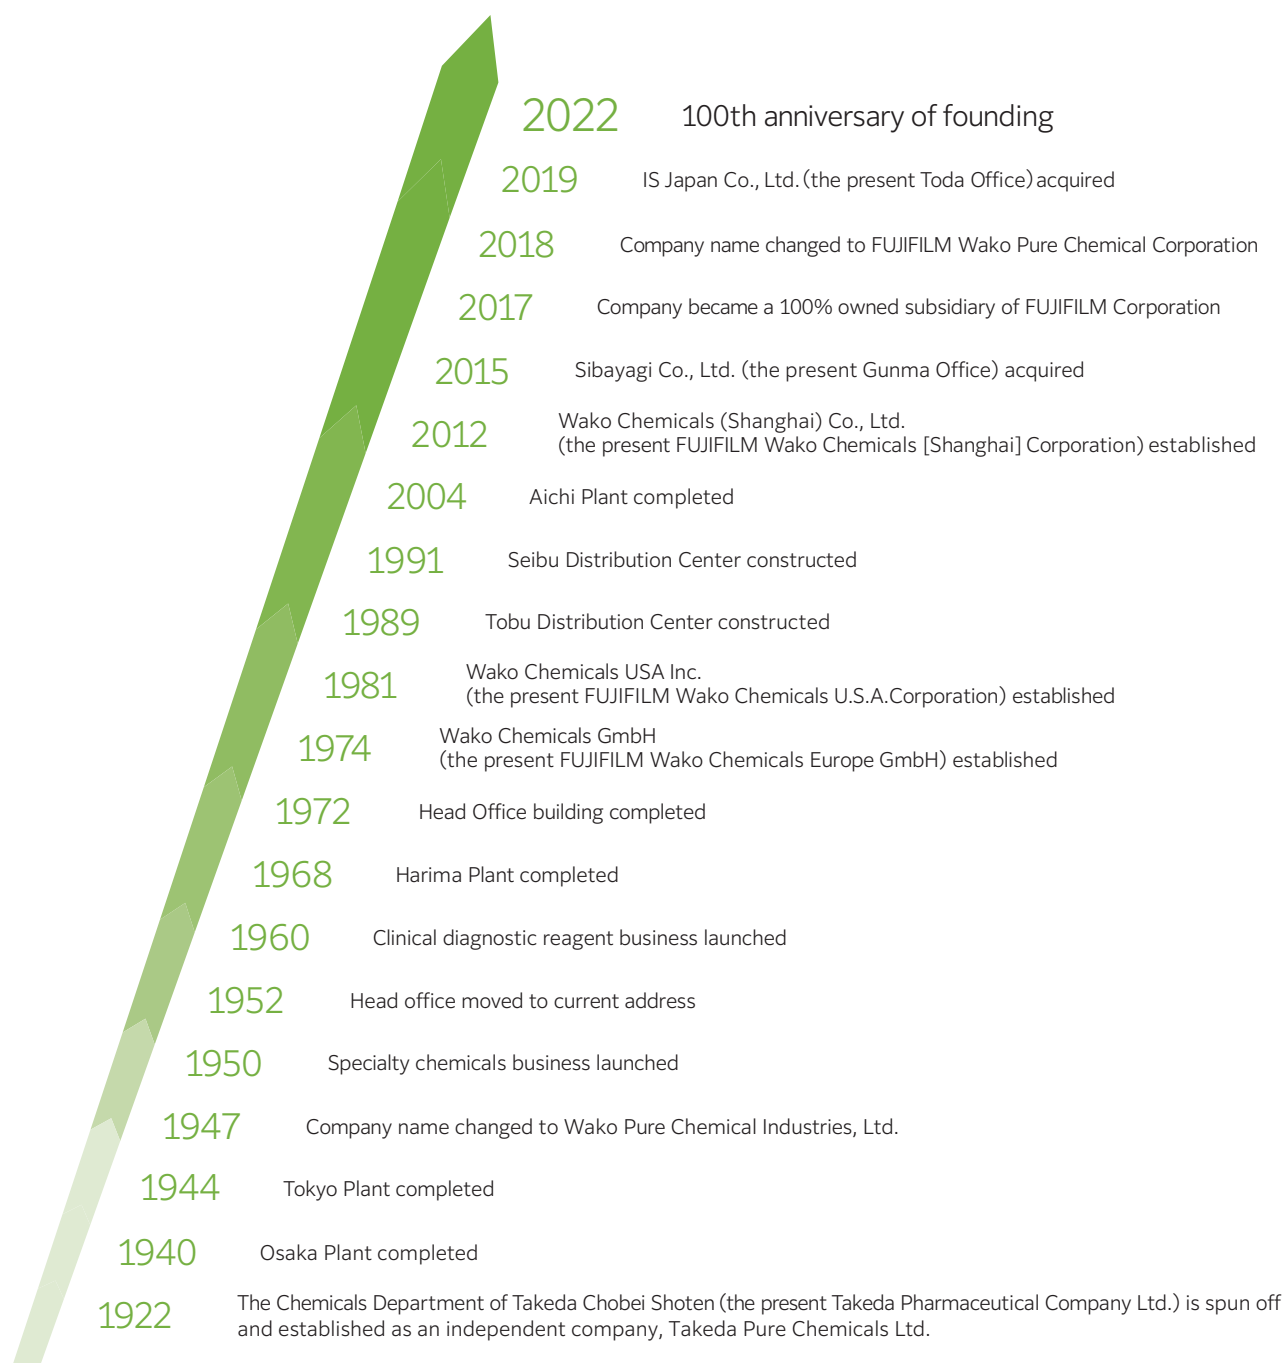 2022 100th anniversary of founding
2019 IS Japan Co., Ltd. (the present Toda Office) acquired
2018 Company name changed to FUJIFILM Wako Pure Chemical Corporation
2017 Company became a 100% owned subsidiary of FUJIFILM Corporation
2015 Sibayagi Co., Ltd. (the present Gunma Office) acquired
2012 Wako Chemicals (Shanghai) Co., Ltd.
(the present FUJIFILM Wako Chemicals [Shanghai] Corporation) established
2004 Aichi Plant completed
1991 Seibu Distribution Center constructed
1989 Tobu Distribution Center constructed
1981 Wako Chemicals USA Inc.
(the present FUJIFILM Wako Chemicals U.S.A.Corporation) established
1974 Wako Chemicals GmbH
(the present FUJIFILM Wako Chemicals Europe GmbH) established
1972 Head Office building completed
1968 Harima Plant completed
1960 Clinical diagnostic reagent business launched
1952 Head office moved to current address
1950 Specialty chemicals business launched
1947 Company name changed to Wako Pure Chemical Industries, Ltd.
1944 Tokyo Plant completed
1940 Osaka Plant completed
1922 The Chemicals Department of Takeda Chobei Shoten (the present Takeda Pharmaceutical Company Ltd.) is spun off
and established as an independent company, Takeda Pure Chemicals Ltd.